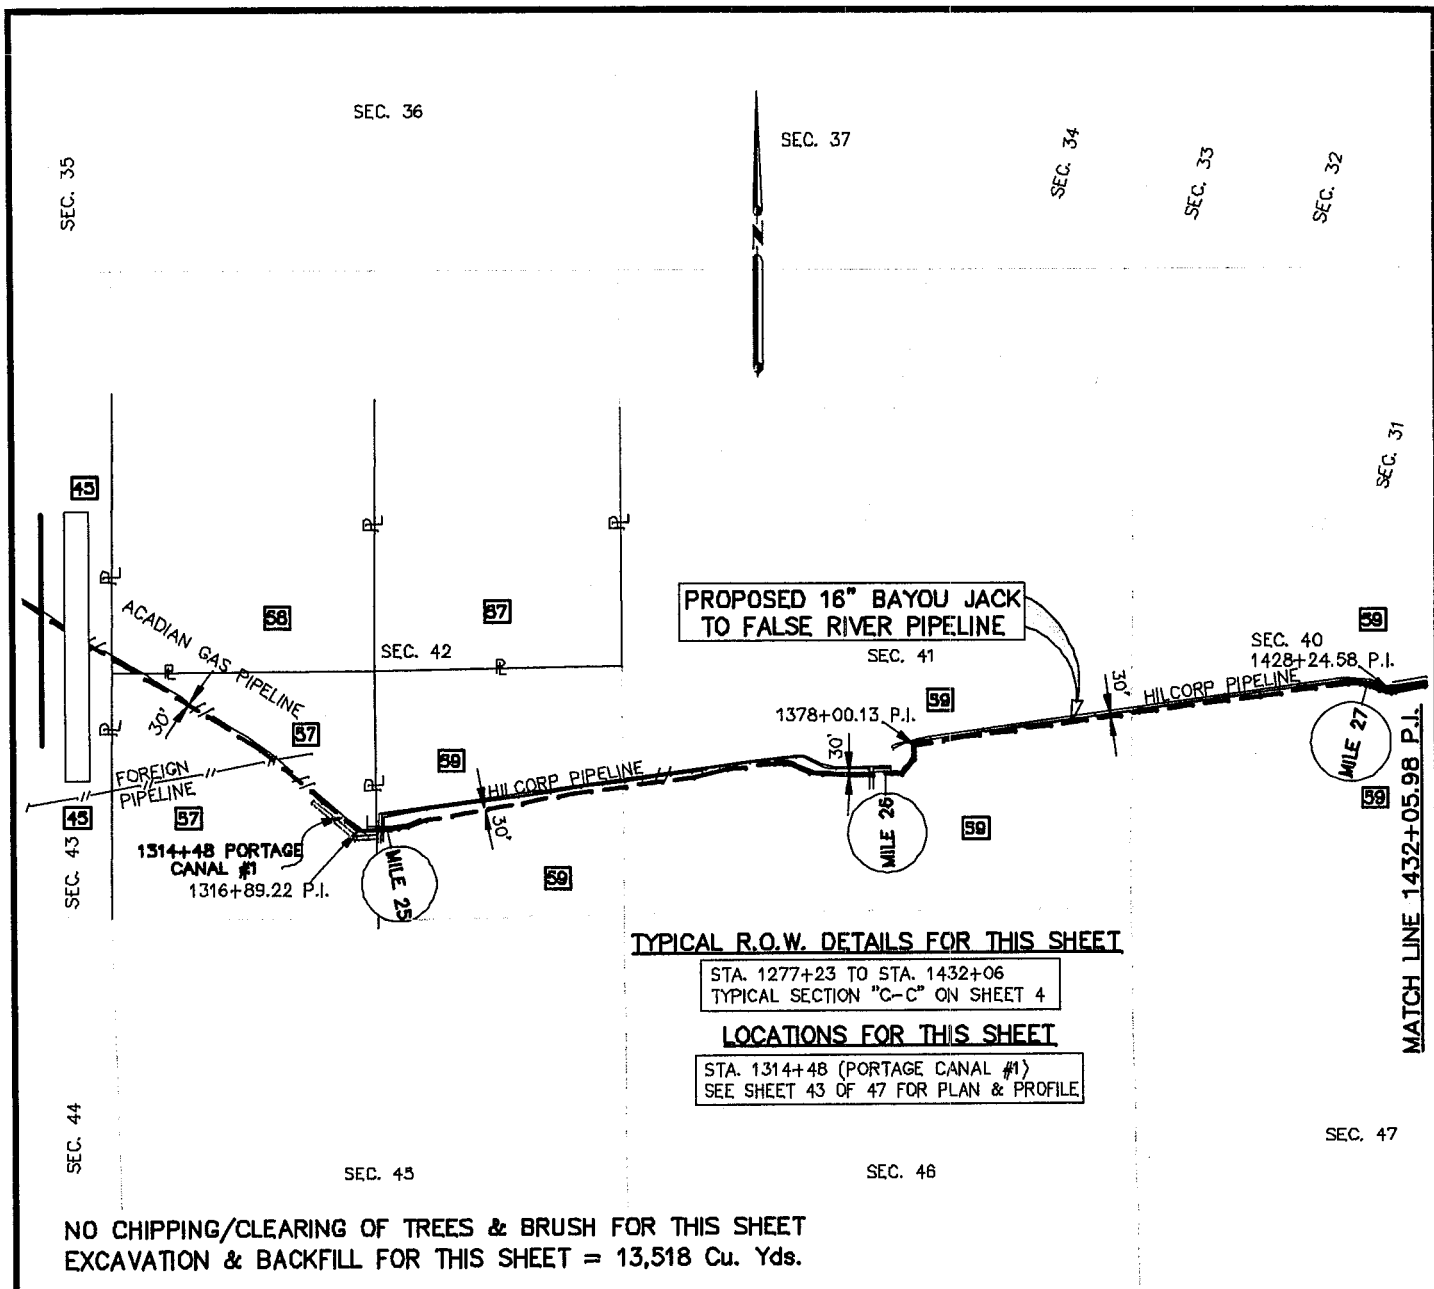 SEC. 36
SEC. 37
SEC. 35
SEC. 34
SEC. 33
SEC. 32
SEC. 31
45
PL
PL
PL
58
57
ACADIAN GAS PIPELINE
SEC. 42
PL
PL
30'
PL
57
FOREIGN
PIPELINE
45
57
SEC. 43
1314+48 PORTAGE
CANAL #1
1316+89.22 P.I.
PL
MILE 25
59
HILCORP PIPELINE
30'
59
PROPOSED 16" BAYOU JACK
TO FALSE RIVER PIPELINE
SEC. 41
59
1378+00.13 P.I.
30'
MILE 26
59
30'
HILCORP PIPELINE
59
SEC. 40
1428+24.58 P.I.
MILE 27
59
MATCH LINE 1432+05.98 P.I.
N
TYPICAL R.O.W. DETAILS FOR THIS SHEET
STA. 1277+23 TO STA. 1432+06
TYPICAL SECTION "C-C" ON SHEET 4
LOCATIONS FOR THIS SHEET
STA. 1314+48 (PORTAGE CANAL #1)
SEE SHEET 43 OF 47 FOR PLAN & PROFILE
SEC. 44
SEC. 45
SEC. 46
SEC. 47
NO CHIPPING/CLEARING OF TREES & BRUSH FOR THIS SHEET
EXCAVATION & BACKFILL FOR THIS SHEET = 13,518 Cu. Yds.